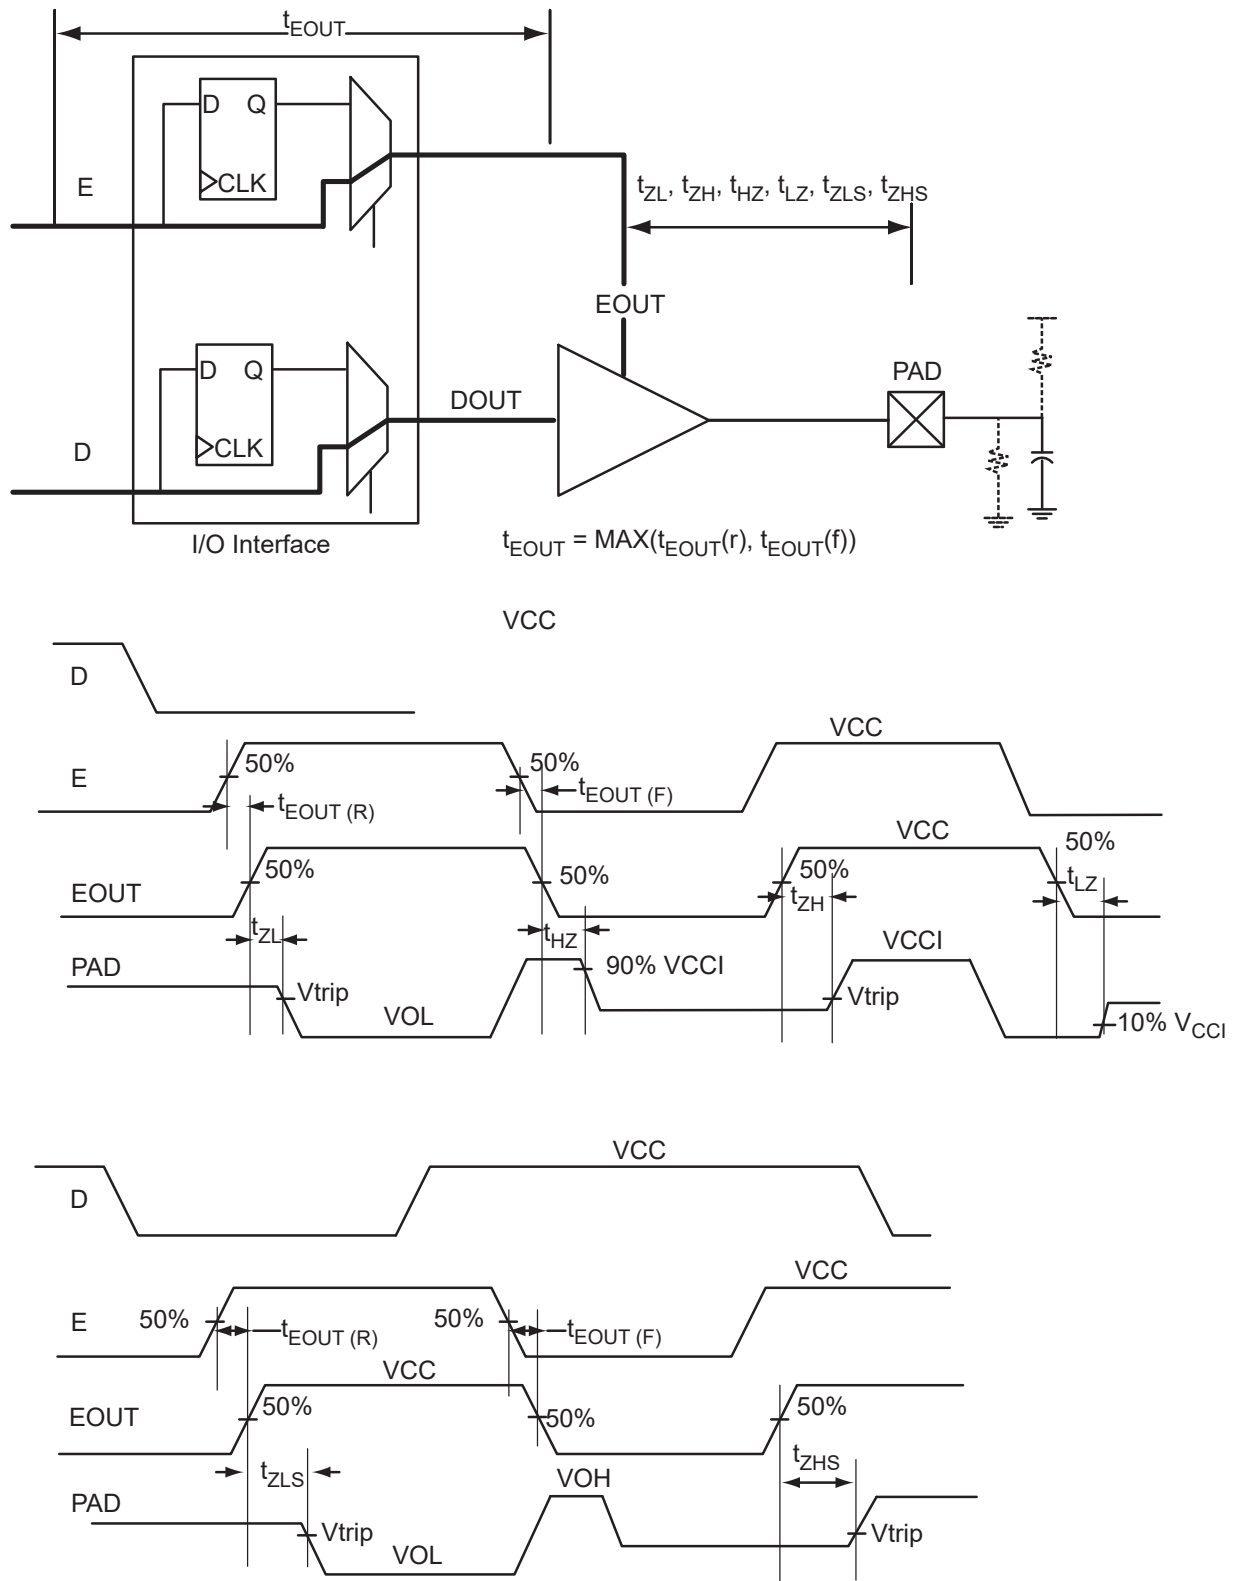 tEOUT
D Q
CLK
E
tZL, tZH, tHZ, tLZ, tZLS, tZHS
EOUT
D Q
CLK
DOUT
PAD
D
I/O Interface
tEOUT = MAX(tEOUT(r), tEOUT(f))
VCC
D
VCC
50%
50%
E
tEOUT (R)
tEOUT (F)
VCC
50%
50%
50%
50%
tLZ
EOUT
tZH
tZL
tHZ
VCCI
PAD
90% VCCI
Vtrip
Vtrip
VOL
10% VCCI
VCC
D
VCC
50%
50%
E
tEOUT (R)
tEOUT (F)
VCC
50%
50%
50%
EOUT
tZHS
tZLS
VOH
PAD
Vtrip
Vtrip
VOL